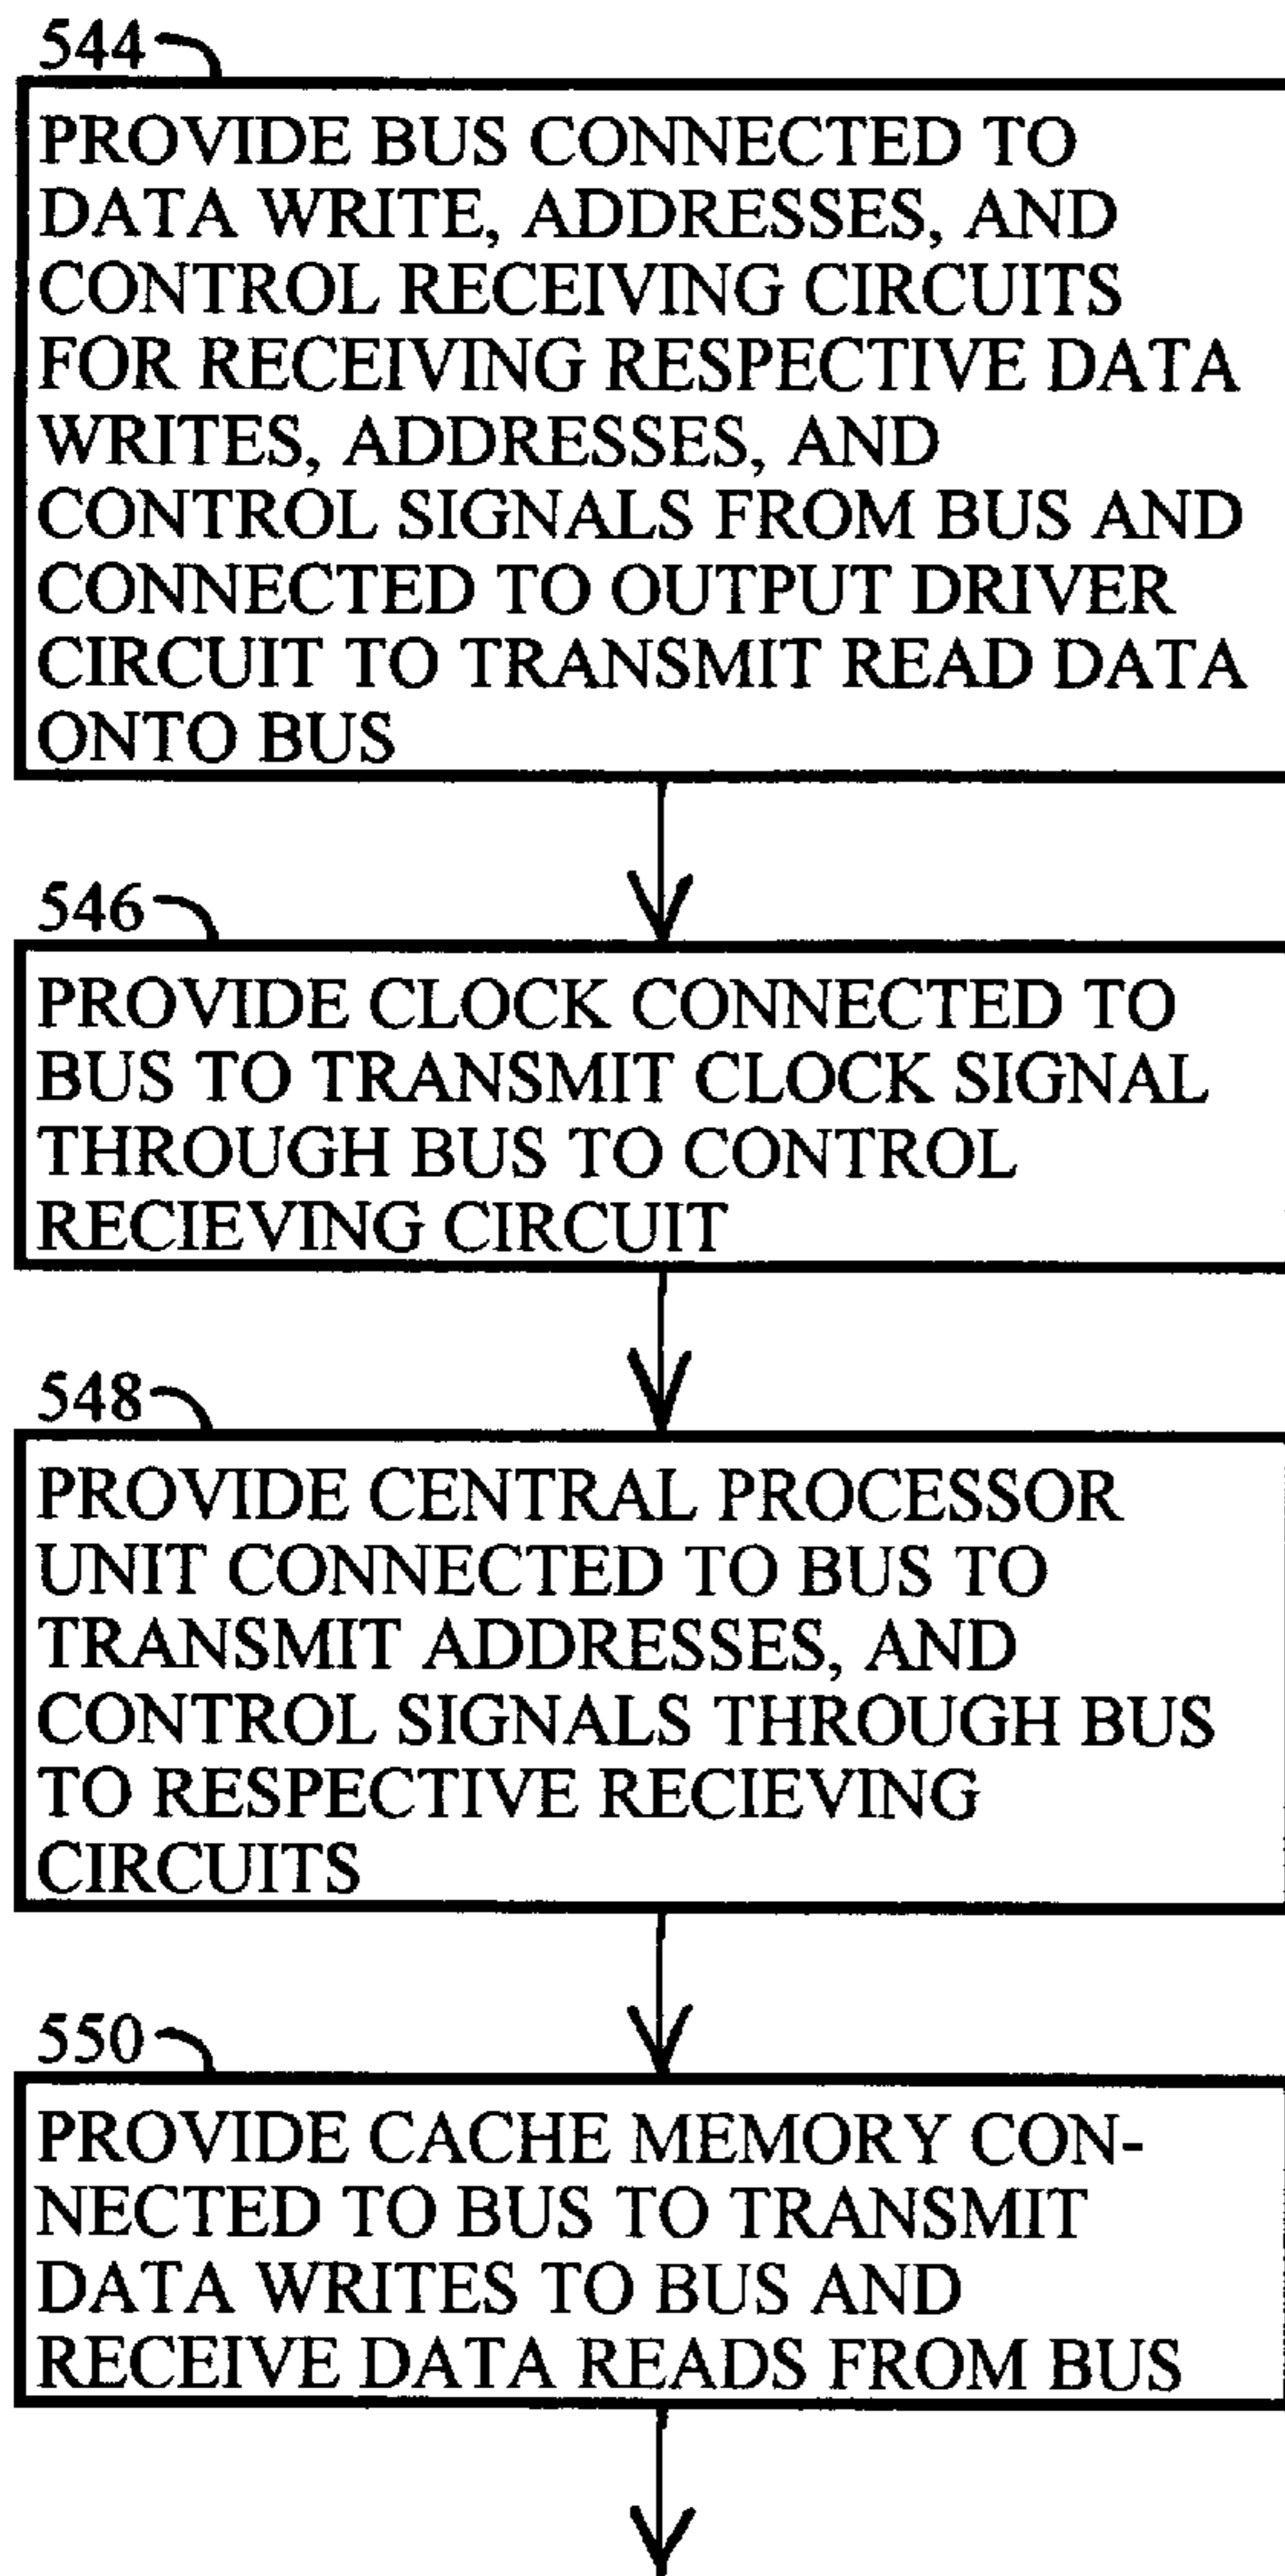 544
PROVIDE BUS CONNECTED TO
DATA WRITE, ADDRESSES, AND
CONTROL RECEIVING CIRCUITS
FOR RECEIVING RESPECTIVE DATA
WRITES, ADDRESSES, AND
CONTROL SIGNALS FROM BUS AND
CONNECTED TO OUTPUT DRIVER
CIRCUIT TO TRANSMIT READ DATA
ONTO BUS
546
PROVIDE CLOCK CONNECTED TO
BUS TO TRANSMIT CLOCK SIGNAL
THROUGH BUS TO CONTROL
RECIEVING CIRCUIT
548
PROVIDE CENTRAL PROCESSOR
UNIT CONNECTED TO BUS TO
TRANSMIT ADDRESSES, AND
CONTROL SIGNALS THROUGH BUS
TO RESPECTIVE RECIEVING
CIRCUITS
550
PROVIDE CACHE MEMORY CON-
NECTED TO BUS TO TRANSMIT
DATA WRITES TO BUS AND
RECEIVE DATA READS FROM BUS